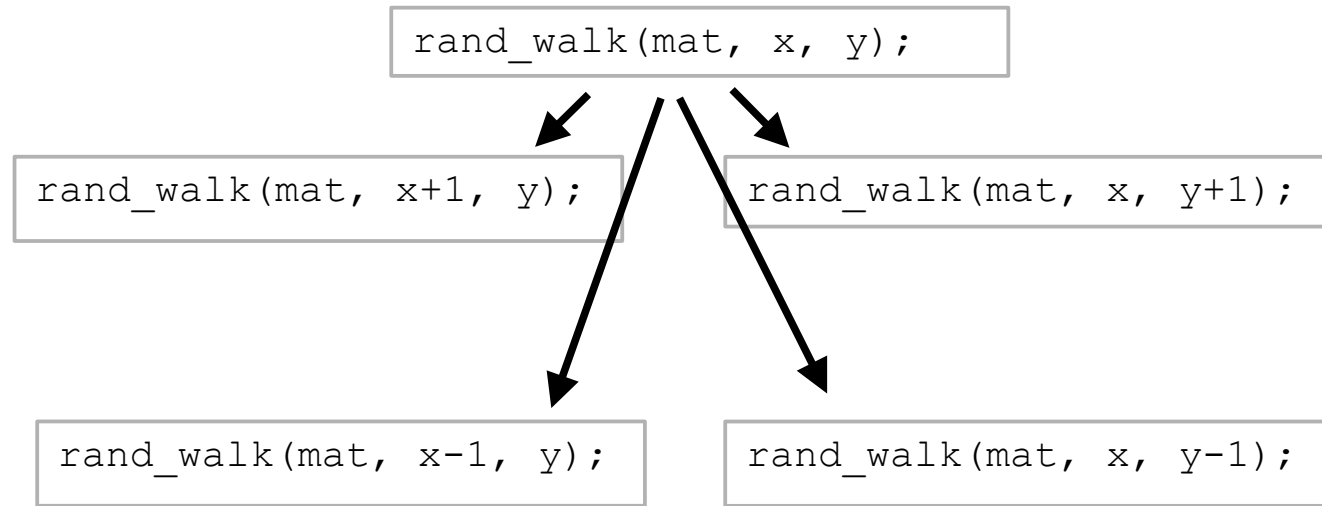 rand_walk(mat, x, y);
rand_walk(mat, x+1, y);
rand_walk(mat, x, y+1);
rand_walk(mat, x-1, y);
rand_walk(mat, x, y-1);